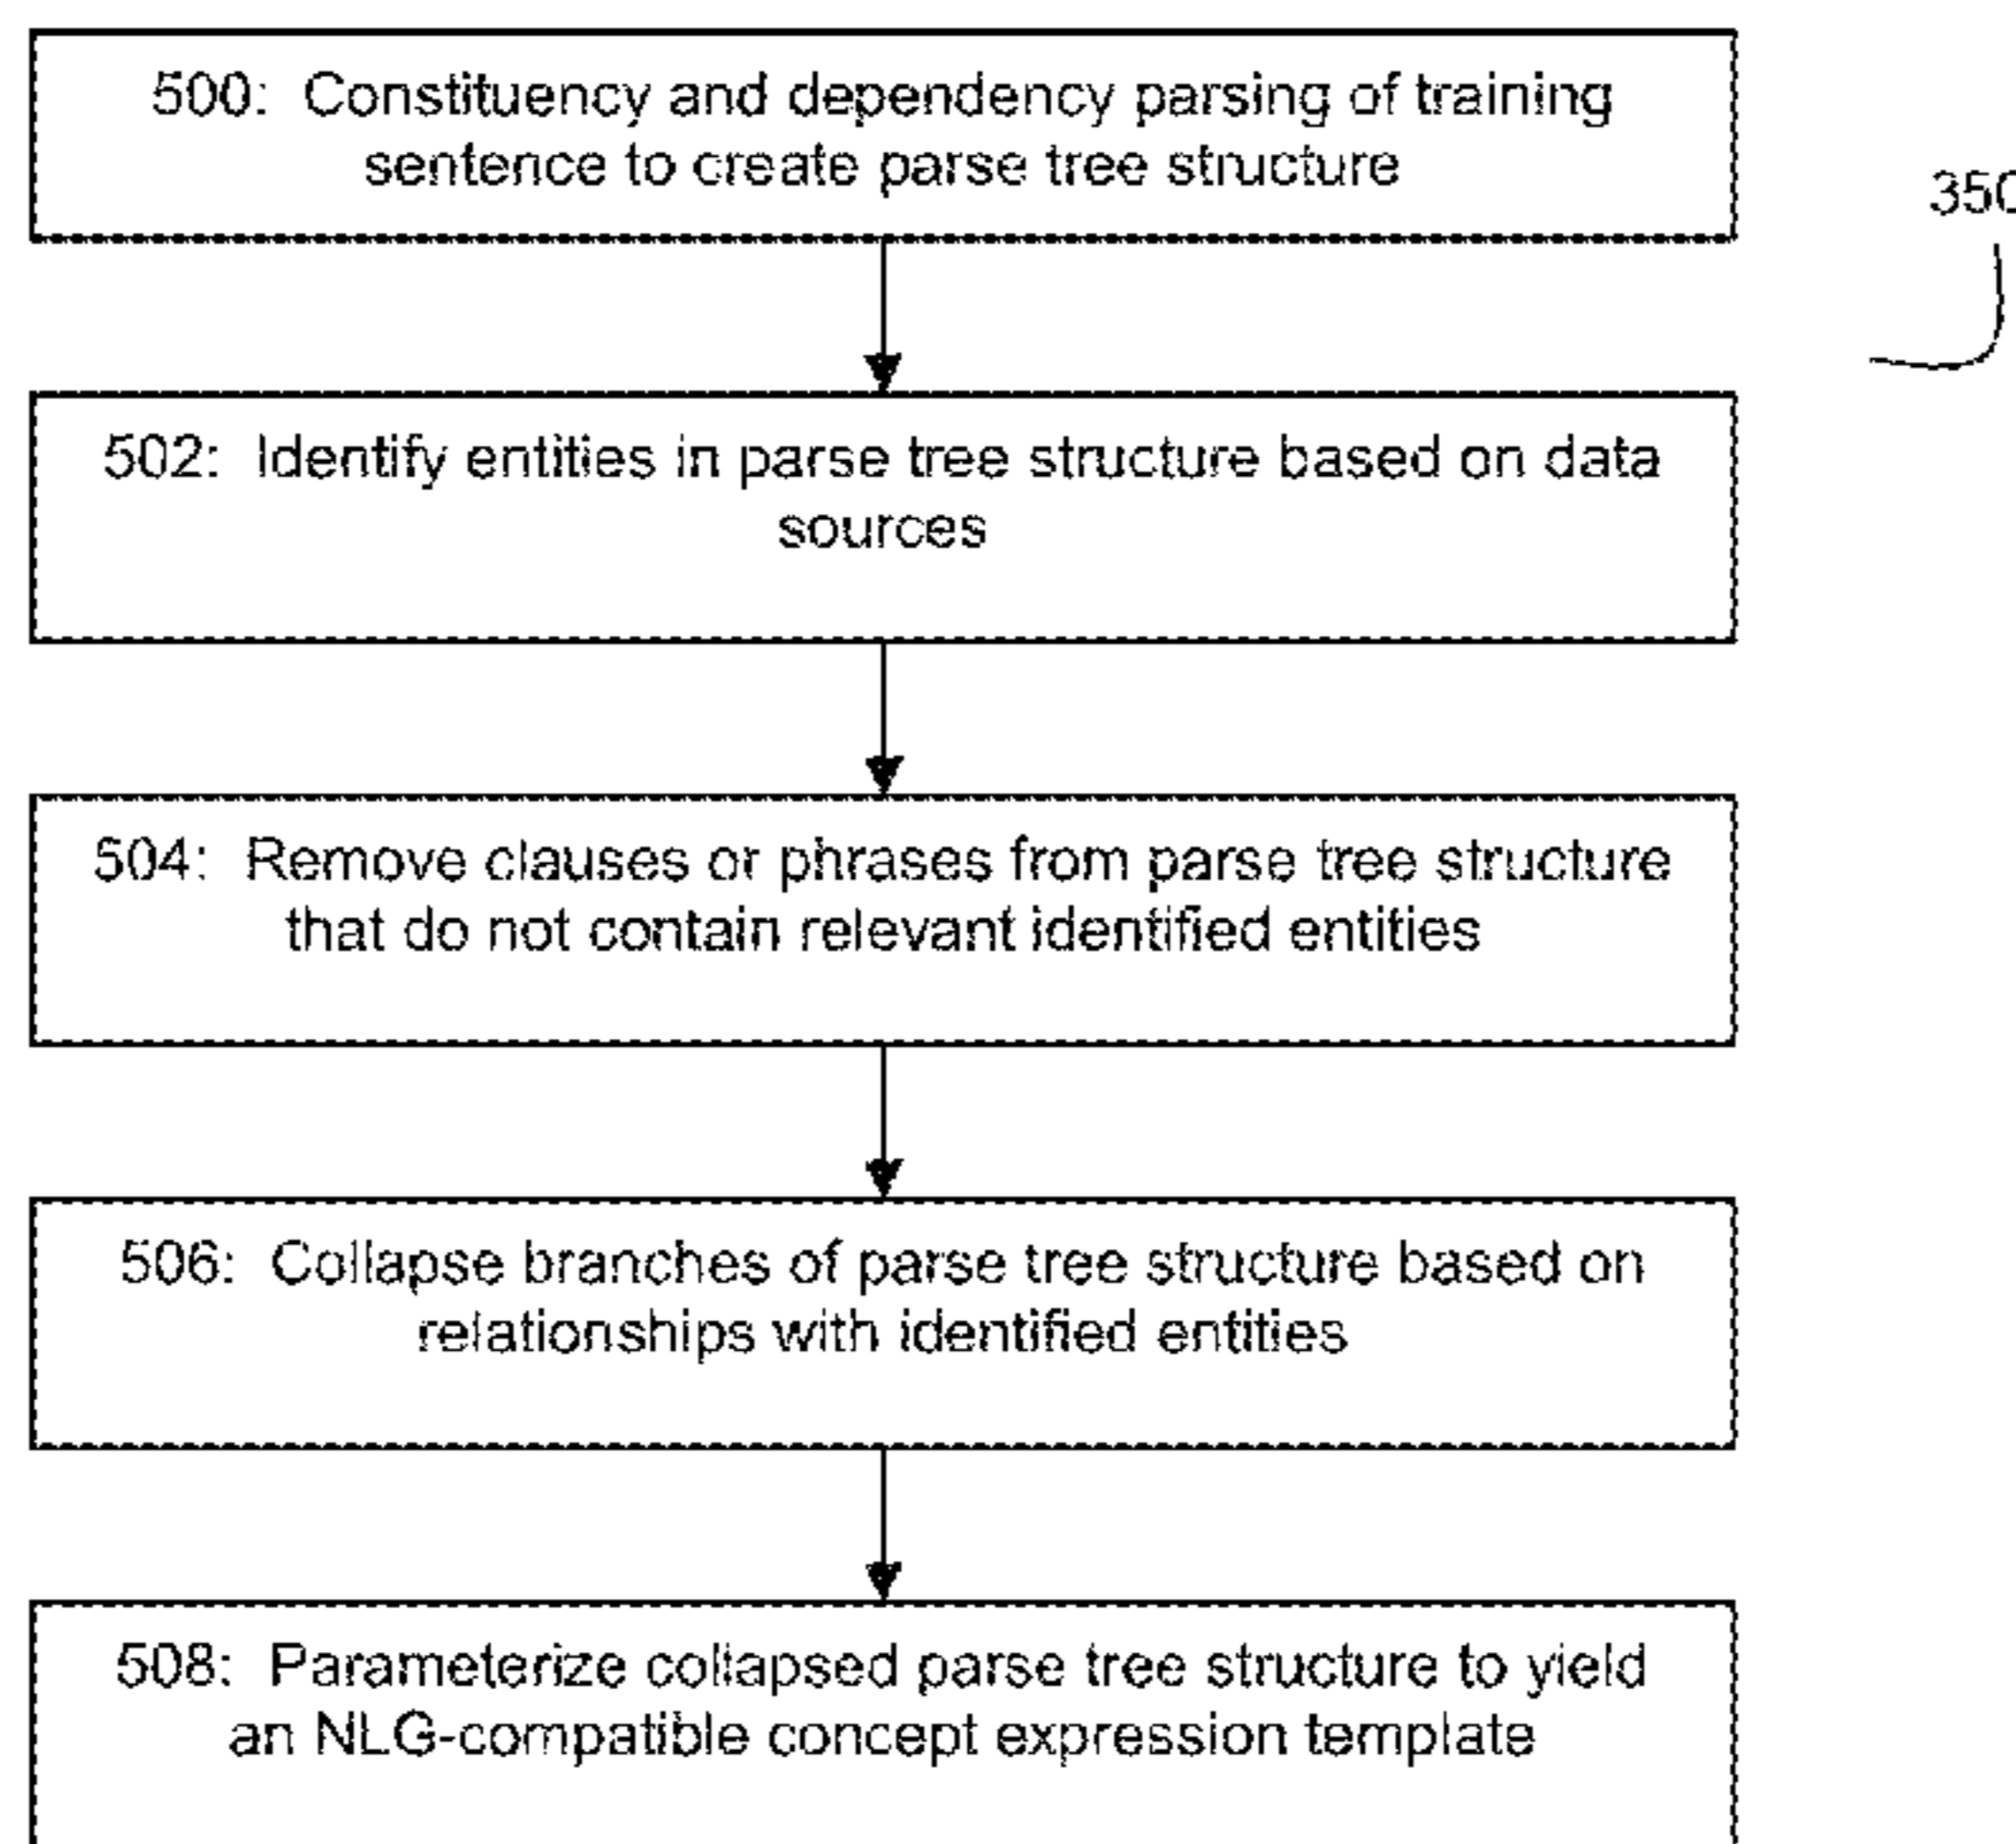 500: Constituency and dependency parsing of training
sentence to create parse tree structure
350
502: Identify entities in parse tree structure based on data
sources
504: Remove clauses or phrases from parse tree structure
that do not contain relevant identified entities
506: Collapse branches of parse tree structure based on
relationships with identified entities
508: Parameterize collapsed parse tree structure to yield
an NLG-compatible concept expression template